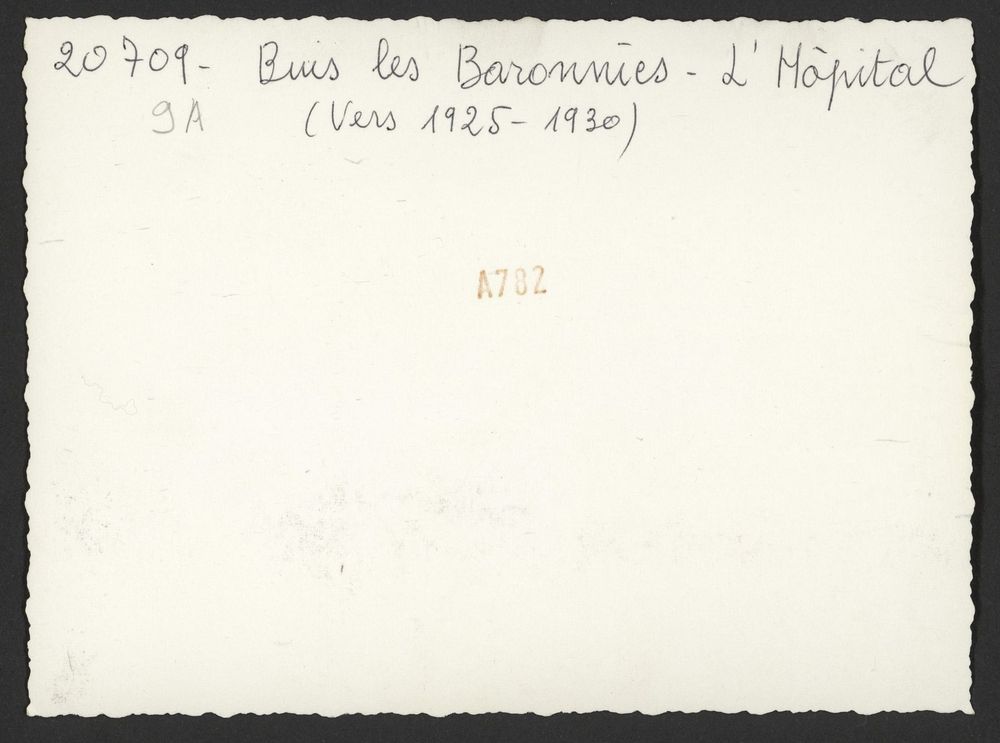 20709- Buis les Baronnies - L'Hôpital
9A (Vers 1925-1930)
A782